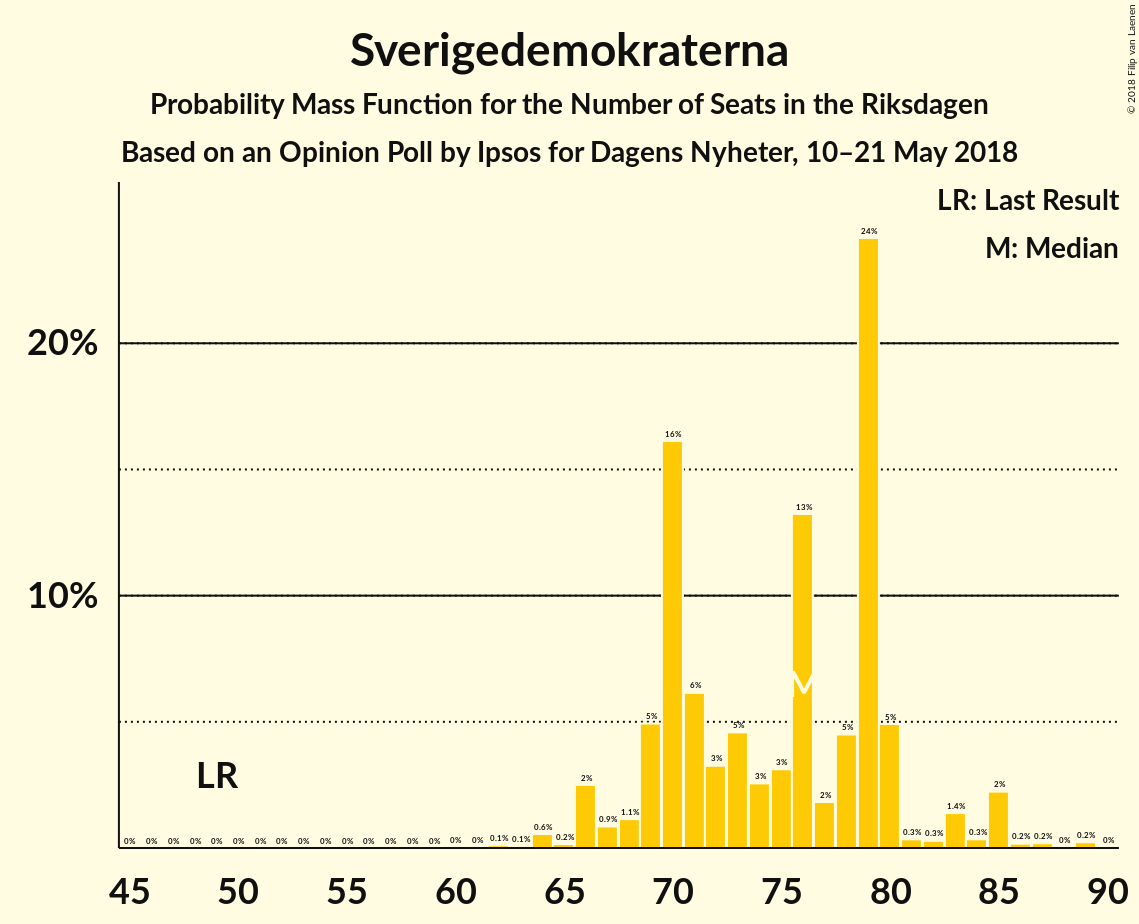 Sverigedemokraterna
Probability Mass Function for the Number of Seats in the Riksdagen
Based on an Opinion Poll by Ipsos for Dagens Nyheter, 10–21 May 2018
© 2018 Filip van Laenen
LR: Last Result
M: Median
20%
10%
LR
M
0% 0% 0% 0% 0% 0% 0% 0% 0% 0% 0% 0% 0% 0% 0% 0% 0% 0.1% 0.1% 0.6% 0.2% 2% 0.9% 1.1% 5% 16% 6% 3% 5% 3% 3% 13% 2% 5% 24% 5% 0.3% 0.3% 1.4% 0.3% 2% 0.2% 0.2% 0% 0.2% 0%
45 50 55 60 65 70 75 80 85 90